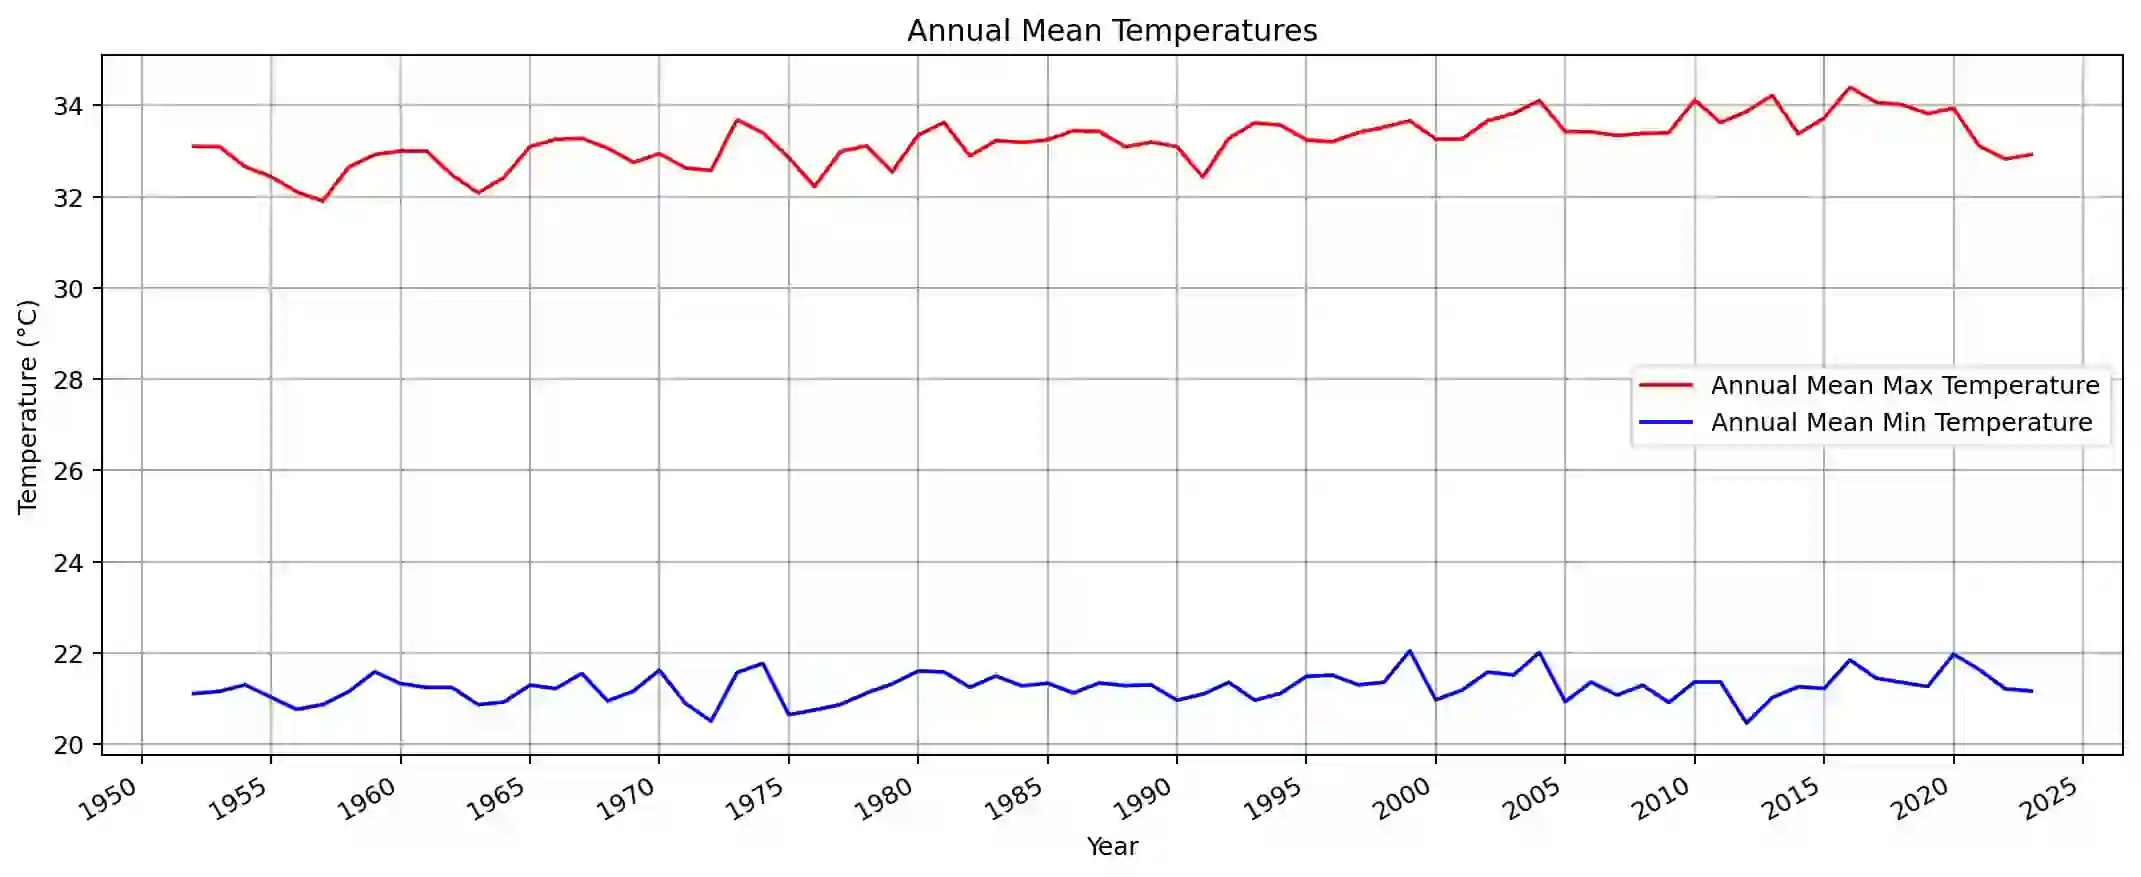 Annual Mean Temperatures
34
32
30
28
26
24
22
20
Temperature (°C)
Annual Mean Max Temperature
Annual Mean Min Temperature
1950 1955 1960 1965 1970 1975 1980 1985 1990 1995 2000 2005 2010 2015 2020 2025
Year